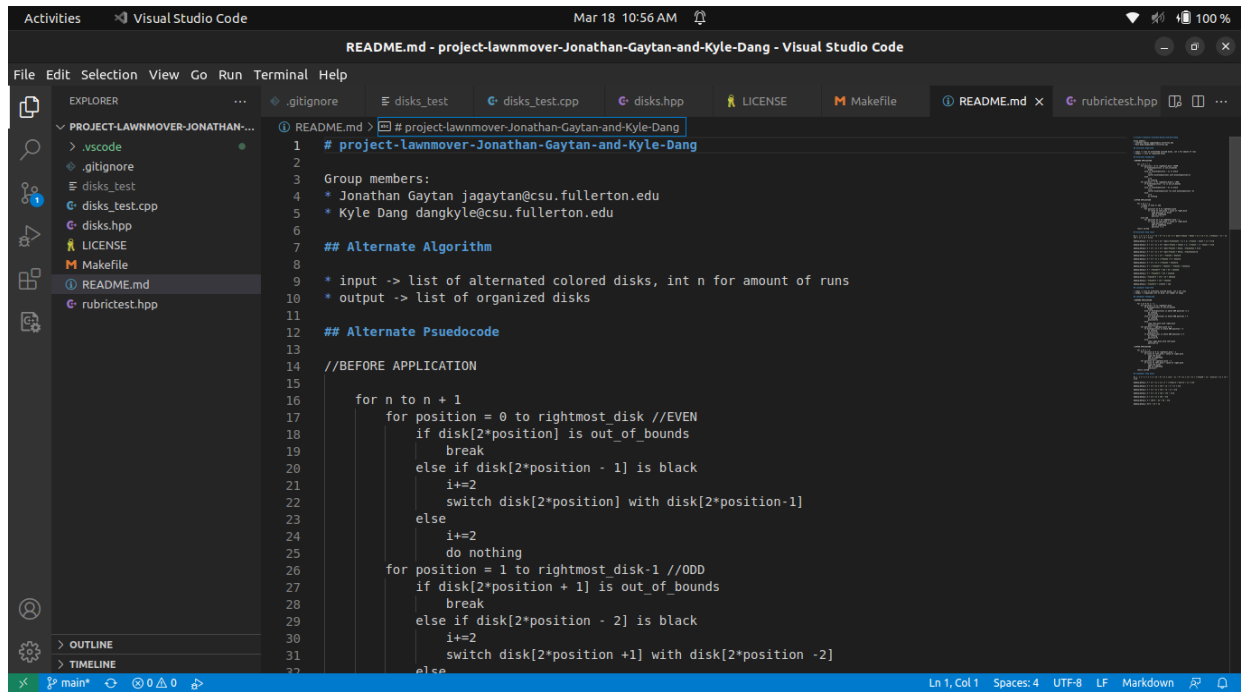 Activities Visual Studio Code Mar 18 10:56 AM 100 %
README.md - project-lawnmover-Jonathan-Gaytan-and-Kyle-Dang - Visual Studio Code
File Edit Selection View Go Run Terminal Help
EXPLORER ...
PROJECT-LAWNMOVER-JONATHAN-...
.vscode
.gitignore
disks_test
disks_test.cpp
disks.hpp
LICENSE
Makefile
README.md
rubrictest.hpp
OUTLINE
TIMELINE
1
.gitignore disks_test disks_test.cpp disks.hpp LICENSE Makefile README.md rubrictest.hpp ...
README.md > # project-lawnmover-Jonathan-Gaytan-and-Kyle-Dang
1 # project-lawnmover-Jonathan-Gaytan-and-Kyle-Dang
2
3 Group members:
4 * Jonathan Gaytan jagaytan@csu.fullerton.edu
5 * Kyle Dang dangkyle@csu.fullerton.edu
6
7 ## Alternate Algorithm
8
9 * input -> list of alternated colored disks, int n for amount of runs
10 * output -> list of organized disks
11
12 ## Alternate Psuedocode
13
14 //BEFORE APPLICATION
15
16 for n to n + 1
17 for position = 0 to rightmost_disk //EVEN
18 if disk[2*position] is out_of_bounds
19 break
20 else if disk[2*position - 1] is black
21 i+=2
22 switch disk[2*position] with disk[2*position-1]
23 else
24 i+=2
25 do nothing
26 for position = 1 to rightmost_disk-1 //ODD
27 if disk[2*position + 1] is out_of_bounds
28 break
29 else if disk[2*position - 2] is black
30 i+=2
31 switch disk[2*position +1] with disk[2*position -2]
32 else
main* 0 0 Ln 1, Col 1 Spaces: 4 UTF-8 LF Markdown